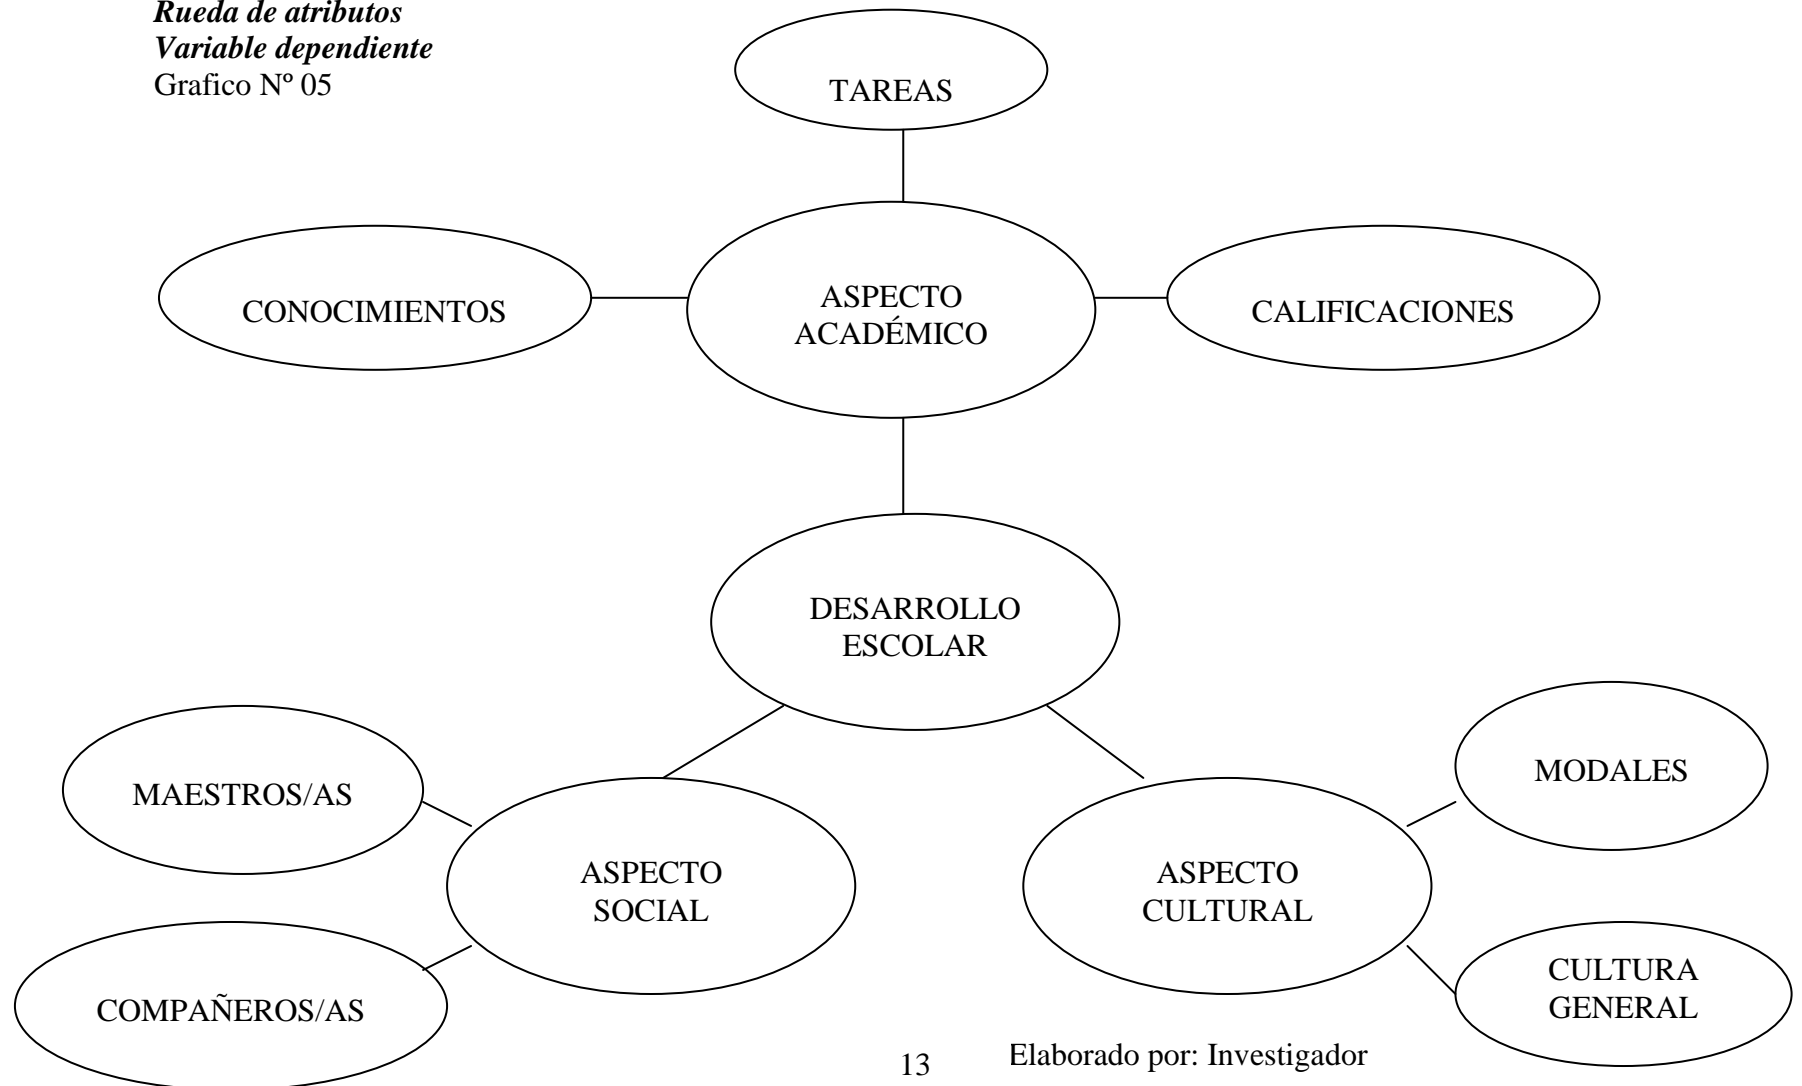 Rueda de atributos
Variable dependiente
Grafico Nº 05
TAREAS
CONOCIMIENTOS
ASPECTO
ACADÉMICO
CALIFICACIONES
DESARROLLO
ESCOLAR
MAESTROS/AS
MODALES
ASPECTO
SOCIAL
ASPECTO
CULTURAL
COMPAÑEROS/AS
CULTURA
GENERAL
13
Elaborado por: Investigador